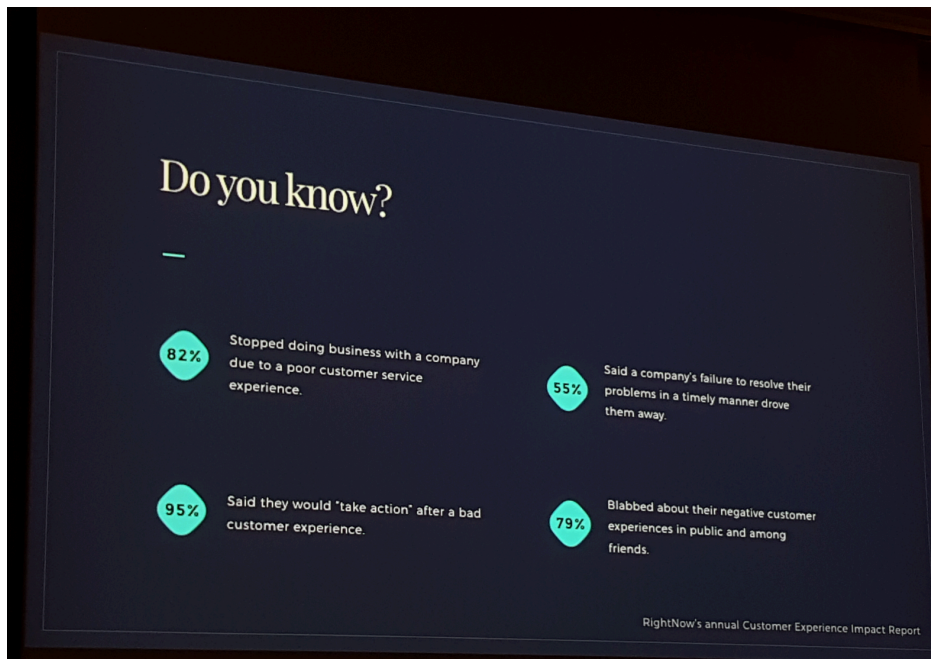 Do you know?
82%
Stopped doing business with a company
due to a poor customer service
experience.
55%
Said a company's failure to resolve their
problems in a timely manner drove
them away.
95%
Said they would "take action" after a bad
customer experience.
79%
Blabbed about their negative customer
experiences in public and among
friends.
RightNow's annual Customer Experience Impact Report